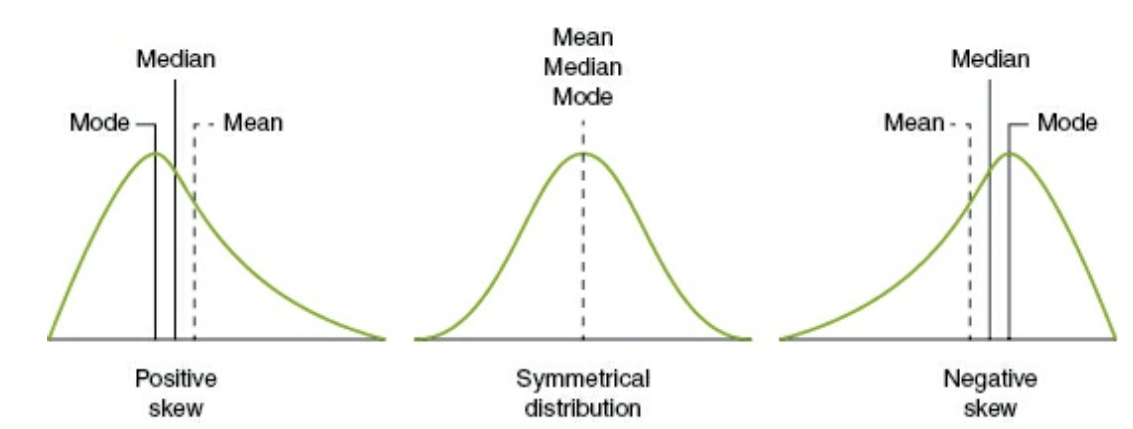 Median
Mode
Mean
Positive
skew
Mean
Median
Mode
Symmetrical
distribution
Median
Mean
Mode
Negative
skew